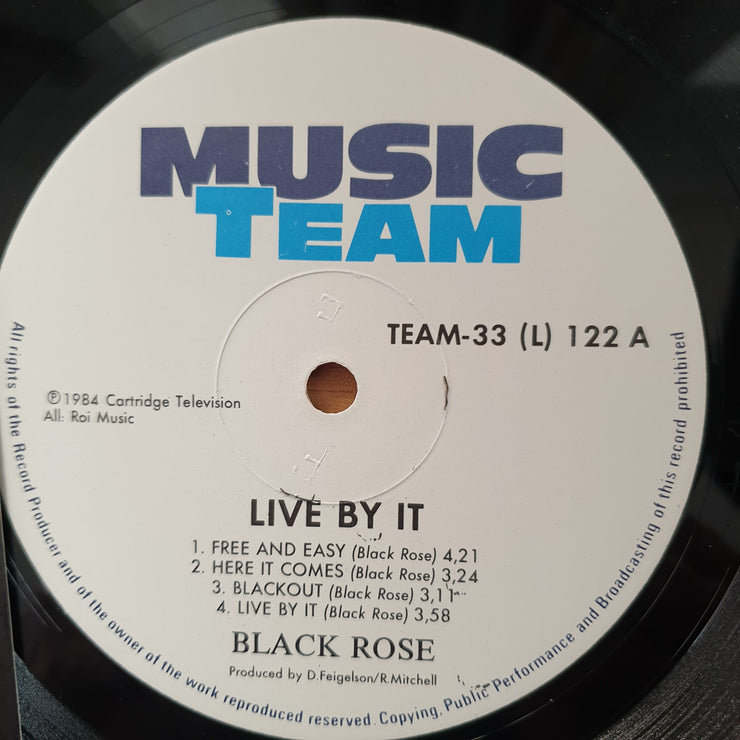 MUSIC
TEAM
TEAM-33 (L) 122 A
℗1984 Cartridge Television
All: Roi Music
LIVE BY IT
1. FREE AND EASY (Black Rose) 4,21
2. HERE IT COMES (Black Rose) 3,24
3. BLACKOUT (Black Rose) 3,11
4. LIVE BY IT (Black Rose) 3,58
BLACK ROSE
Produced by D.Feigelson/R.Mitchell
All rights of the Record Producer and of the owner of the work reproduced reserved. Copying, Public Performance and Broadcasting of this record prohibited